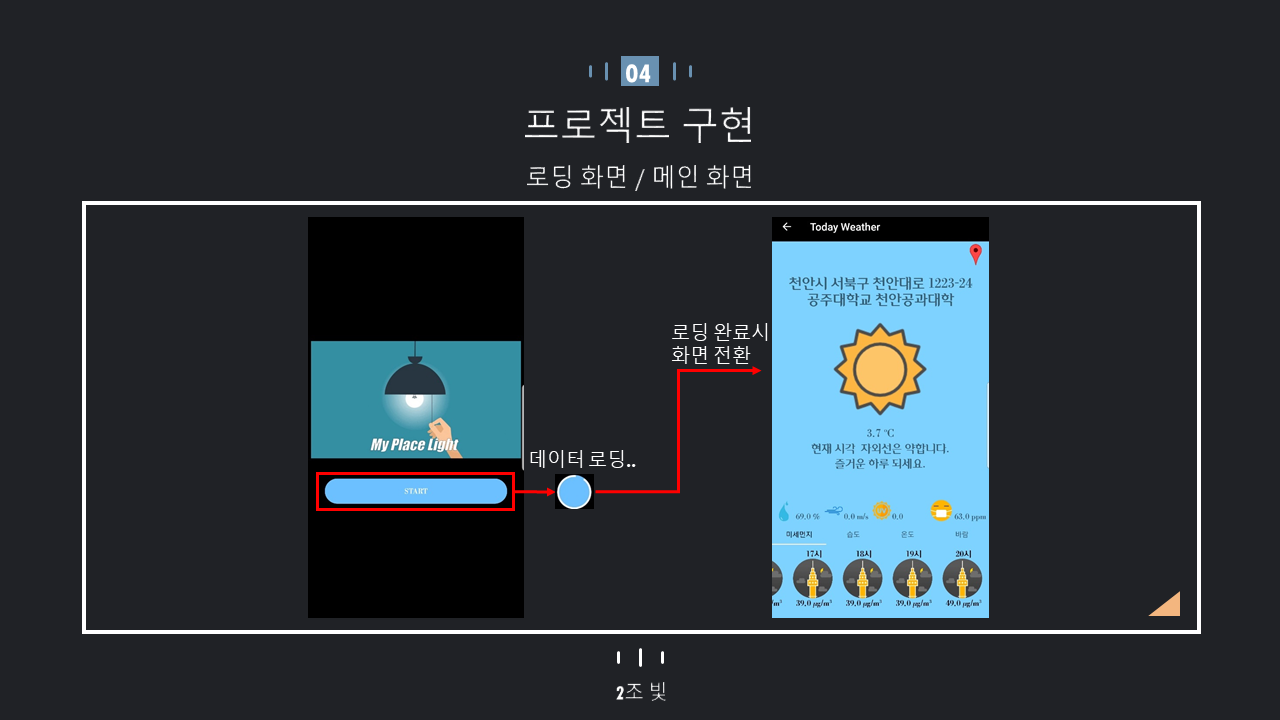 04
프로젝트 구현
로딩 화면 / 메인 화면
My Place Light
START
데이터 로딩..
로딩 완료시
화면 전환
Today Weather
천안시 서북구 천안대로 1223-24
공주대학교 천안공과대학
3.7 °C
현재 시각 자외선은 약합니다.
즐거운 하루 되세요.
69.0 % 0.0 m/s 0.0 63.0 ppm
미세먼지 습도 온도 바람
17시 18시 19시 20시
39.0 µg/m³ 39.0 µg/m³ 39.0 µg/m³ 49.0 µg/m³
2조 빛